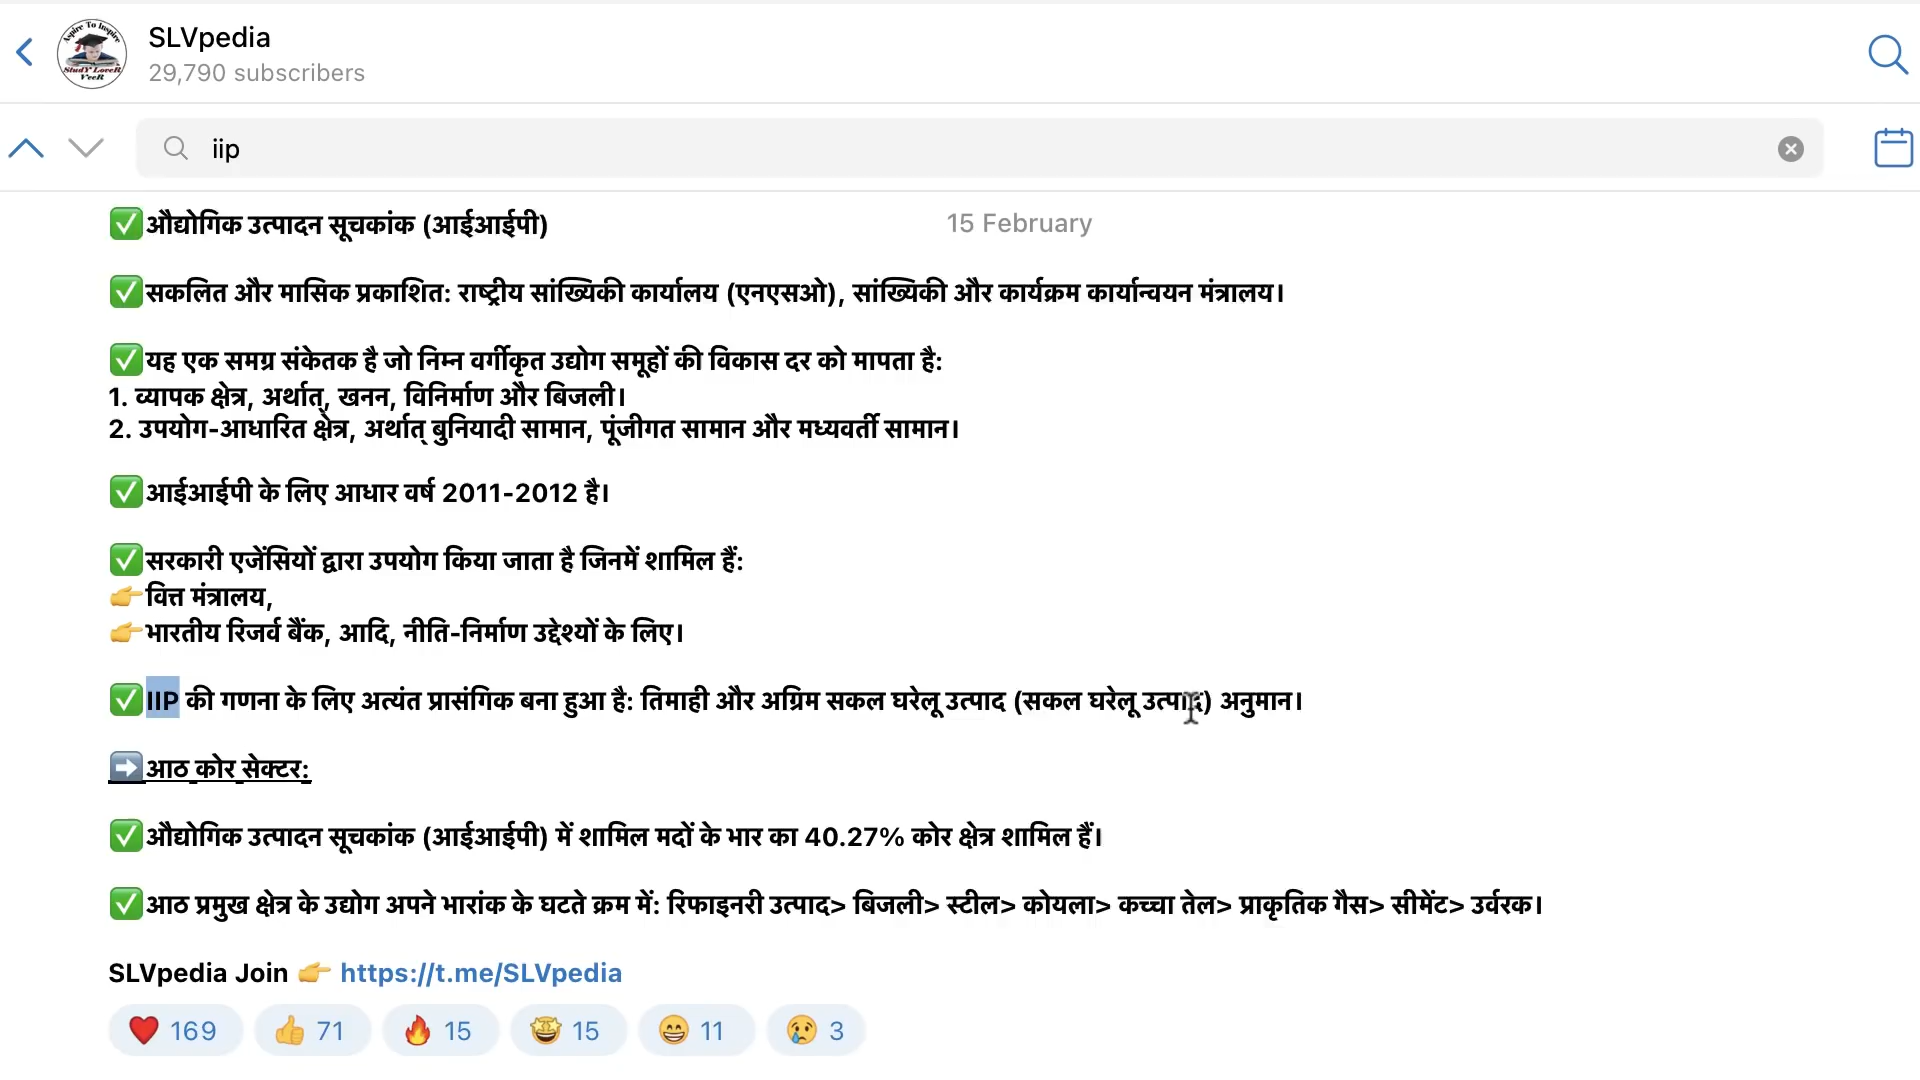 SLVpedia
29,790 subscribers
iip
✅औद्योगिक उत्पादन सूचकांक (आईआईपी)
15 February
✅सकलित और मासिक प्रकाशित: राष्ट्रीय सांख्यिकी कार्यालय (एनएसओ), सांख्यिकी और कार्यक्रम कार्यान्वयन मंत्रालय।
✅यह एक समग्र संकेतक है जो निम्न वर्गीकृत उद्योग समूहों की विकास दर को मापता है:
1. व्यापक क्षेत्र, अर्थात्, खनन, विनिर्माण और बिजली।
2. उपयोग-आधारित क्षेत्र, अर्थात् बुनियादी सामान, पूंजीगत सामान और मध्यवर्ती सामान।
✅आईआईपी के लिए आधार वर्ष 2011-2012 है।
✅सरकारी एजेंसियों द्वारा उपयोग किया जाता है जिनमें शामिल हैं:
👉वित्त मंत्रालय,
👉भारतीय रिजर्व बैंक, आदि, नीति-निर्माण उद्देश्यों के लिए।
✅IIP की गणना के लिए अत्यंत प्रासंगिक बना हुआ है: तिमाही और अग्रिम सकल घरेलू उत्पाद (सकल घरेलू उत्पाद) अनुमान।
➡️आठ कोर सेक्टर:
✅औद्योगिक उत्पादन सूचकांक (आईआईपी) में शामिल मदों के भार का 40.27% कोर क्षेत्र शामिल हैं।
✅आठ प्रमुख क्षेत्र के उद्योग अपने भारांक के घटते क्रम में: रिफाइनरी उत्पाद> बिजली> स्टील> कोयला> कच्चा तेल> प्राकृतिक गैस> सीमेंट> उर्वरक।
SLVpedia Join 👉 https://t.me/SLVpedia
❤️ 169 👍 71 🔥 15 🤩 15 😁 11 😢 3